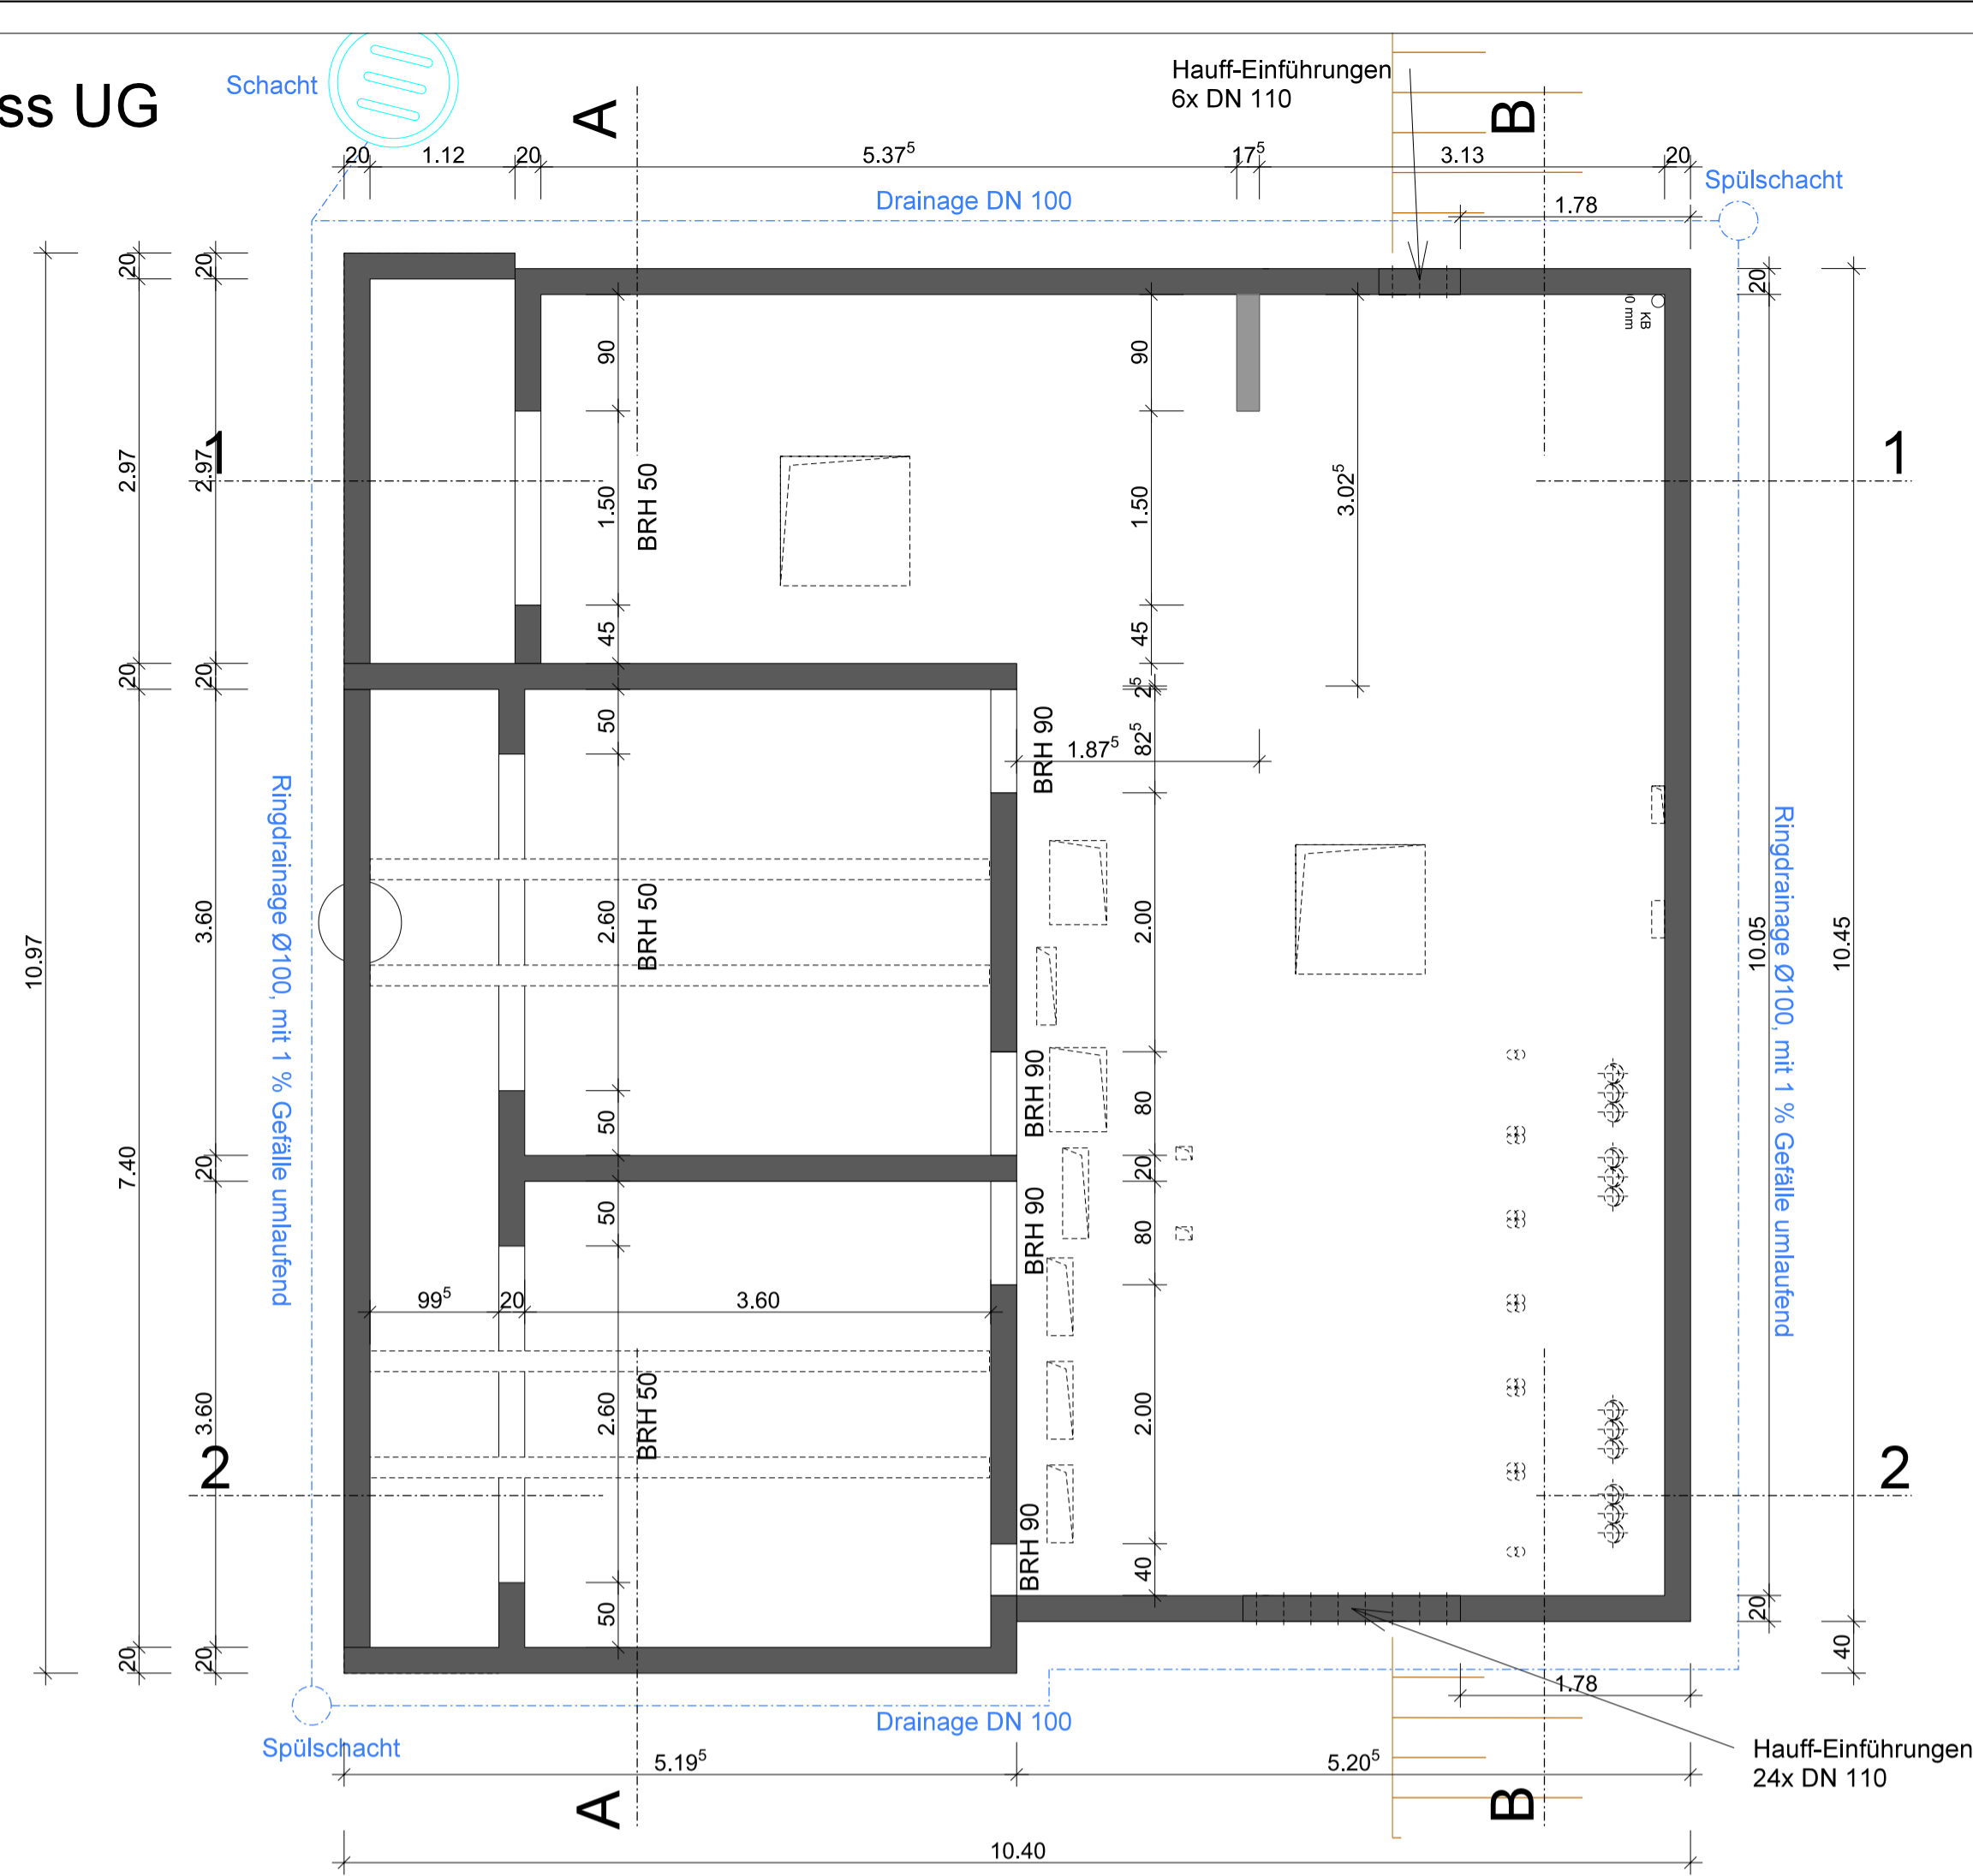 ss UG
Schacht
Hauff-Einführungen
6x DN 110
A
B
20
1.12
20
5.37⁵
17⁵
3.13
20
Drainage DN 100
Spülschacht
1.78
20
20
20
KB
0 mm
90
90
1
1
2.97
2.97
1.50
BRH 50
1.50
3.02⁵
45
45
20
20
2⁵
50
BRH 90
1.87⁵
82⁵
Ringdrainage Ø100, mit 1 % Gefälle umlaufend
Ringdrainage Ø100, mit 1 % Gefälle umlaufend
10.97
3.60
2.60
BRH 50
2.00
10.05
10.45
50
BRH 90
80
7.40
20
20
50
BRH 90
80
99⁵
20
3.60
3.60
2.60
BRH 50
2.00
2
2
BRH 90
40
50
20
20
20
40
1.78
Drainage DN 100
Spülschacht
Hauff-Einführungen
24x DN 110
5.19⁵
5.20⁵
A
B
10.40